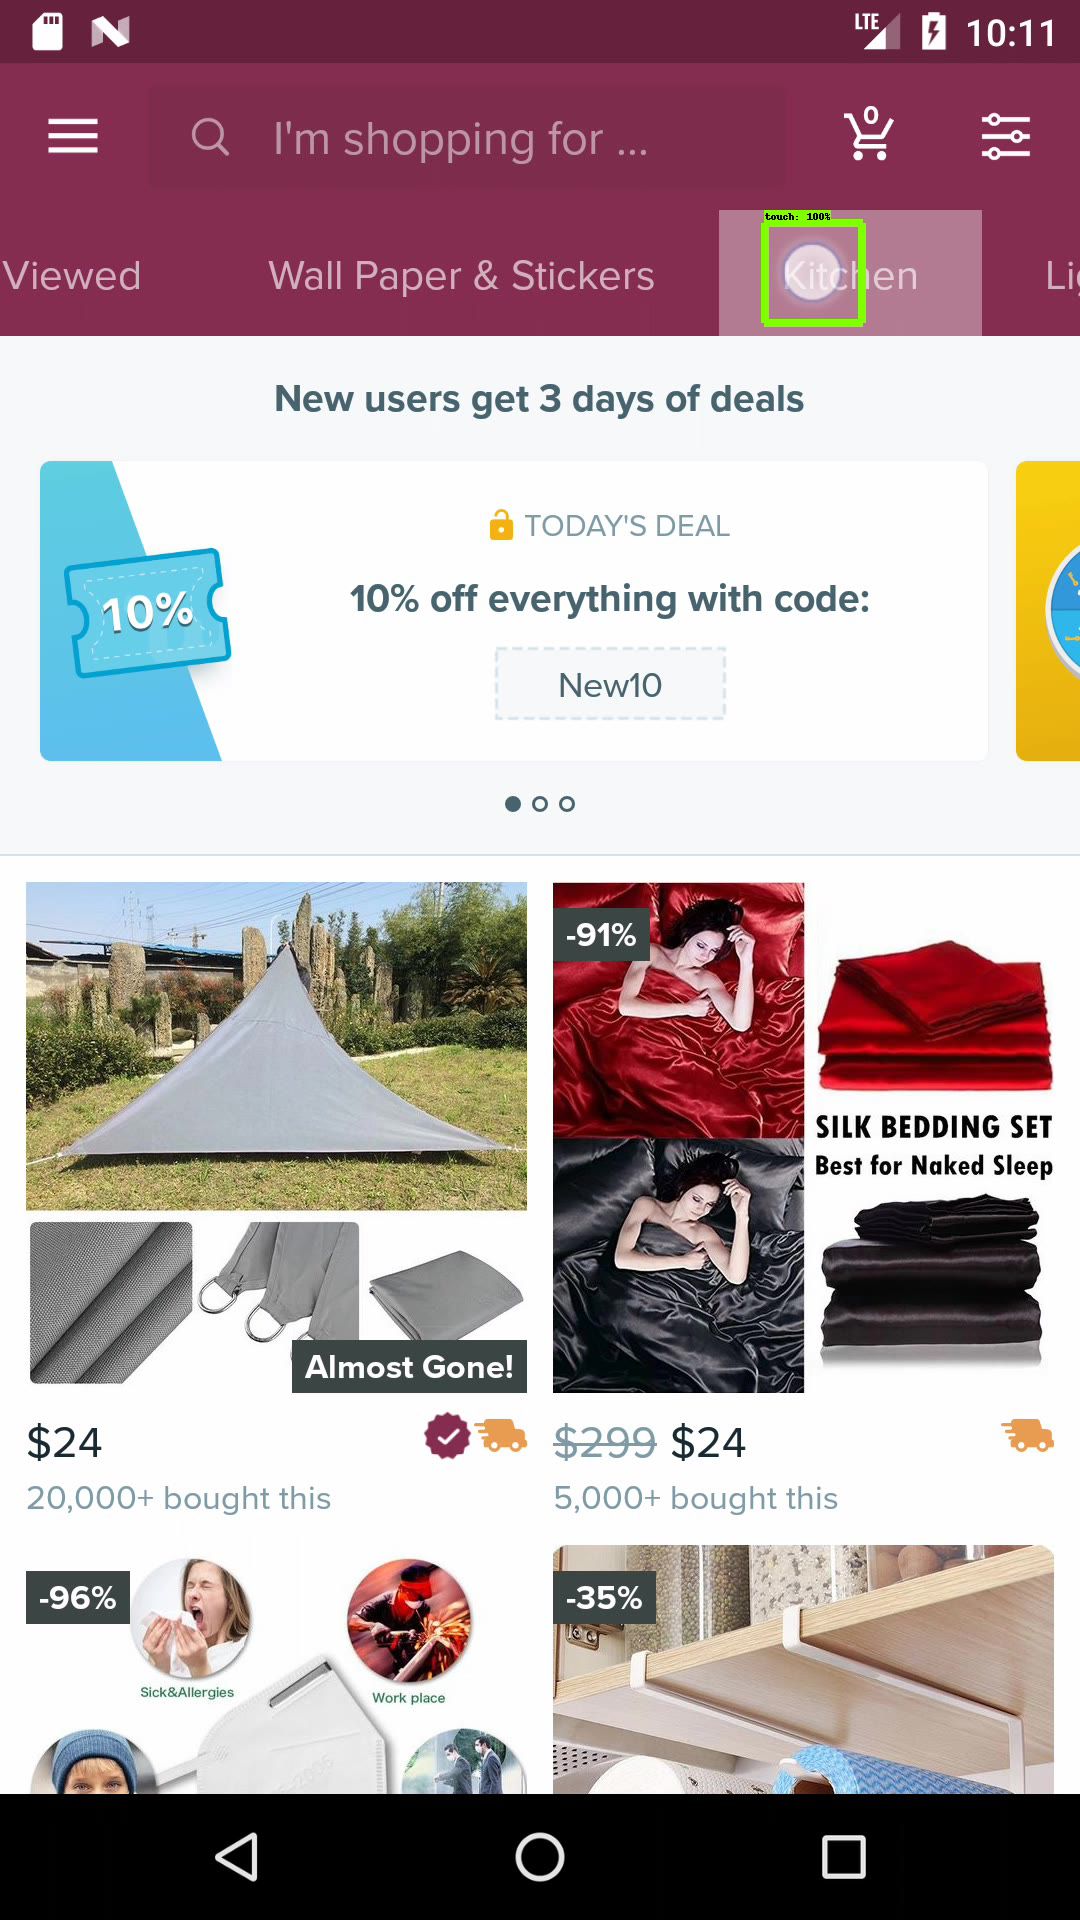 LTE 10:11
I'm shopping for ...
0
touch: 100%
Viewed
Wall Paper & Stickers
Kitchen
New users get 3 days of deals
TODAY'S DEAL
10%
10% off everything with code:
New10
-91%
SILK BEDDING SET
Best for Naked Sleep
Almost Gone!
$24
$299 $24
20,000+ bought this
5,000+ bought this
-96%
-35%
Sick&Allergies
Work place